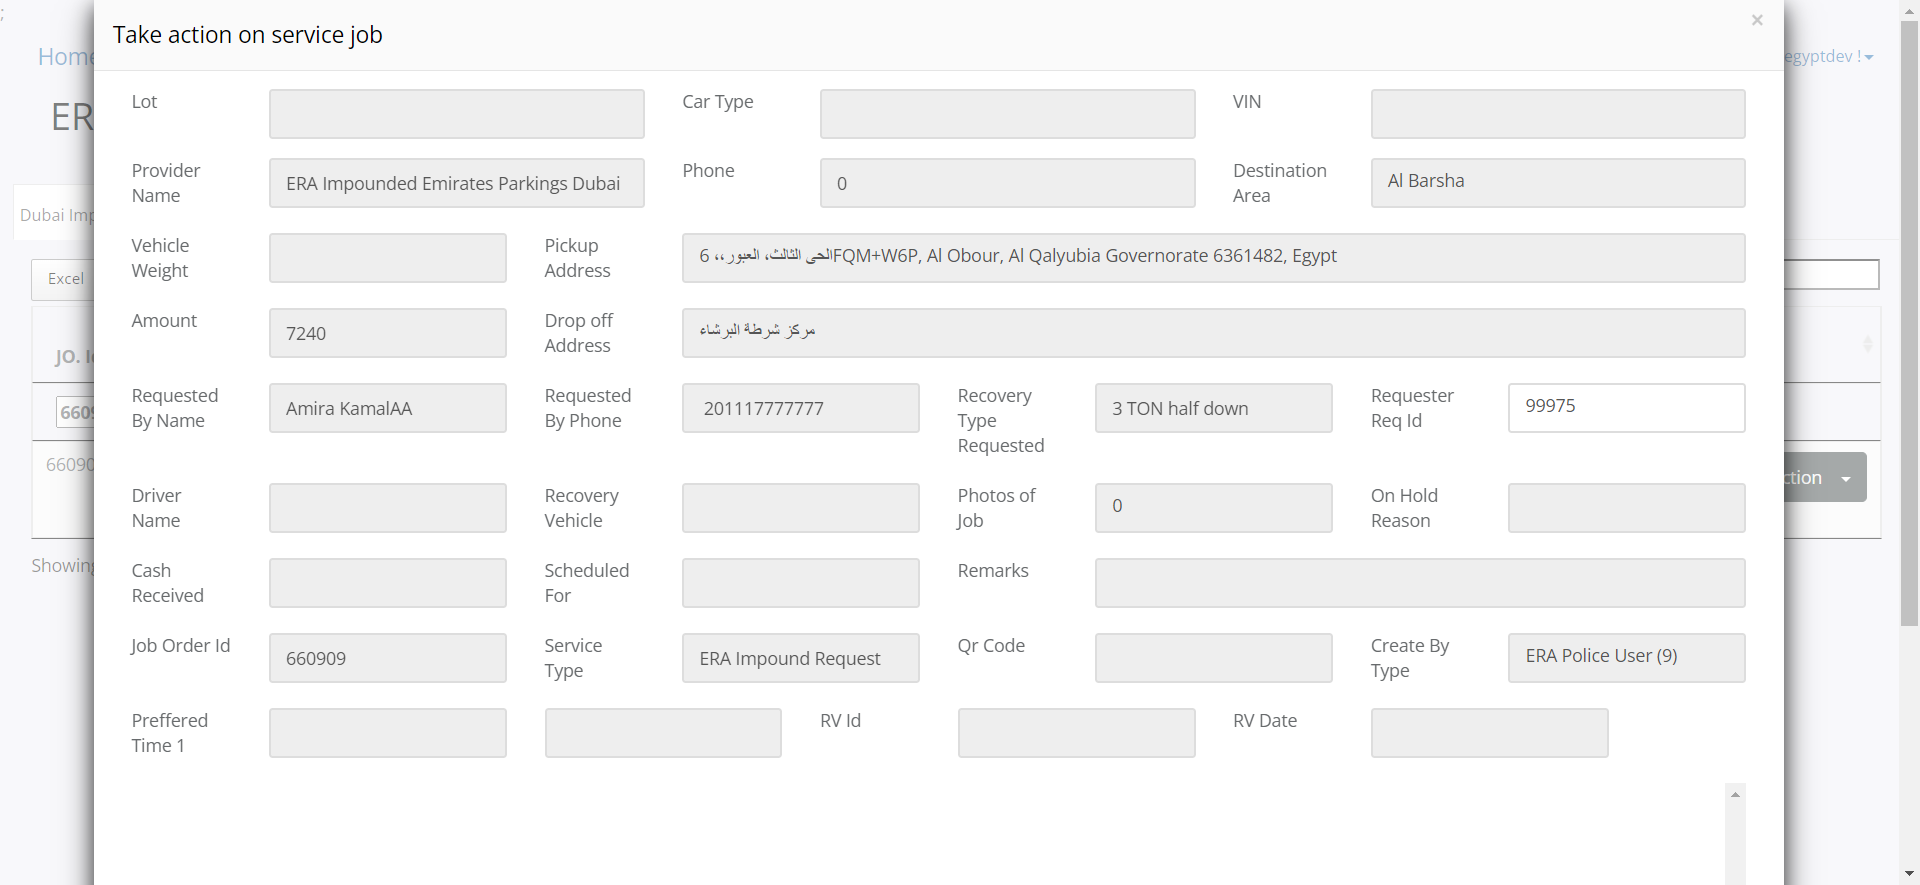 ;
Take action on service job
×
Home
egyptdev !
ER
Lot
Car Type
VIN
Provider Name
ERA Impounded Emirates Parkings Dubai
Phone
0
Destination Area
Al Barsha
Dubai Imp
Vehicle Weight
Pickup Address
6 ،،الحى الثالث، العبورFQM+W6P, Al Obour, Al Qalyubia Governorate 6361482, Egypt
Excel
Amount
7240
Drop off Address
مركز شرطة البرشاء
JO. I
Requested By Name
Amira KamalAA
Requested By Phone
201117777777
Recovery Type Requested
3 TON half down
Requester Req Id
99975
6609
66090
ction
Driver Name
Recovery Vehicle
Photos of Job
0
On Hold Reason
Showing
Cash Received
Scheduled For
Remarks
Job Order Id
660909
Service Type
ERA Impound Request
Qr Code
Create By Type
ERA Police User (9)
Preffered Time 1
RV Id
RV Date